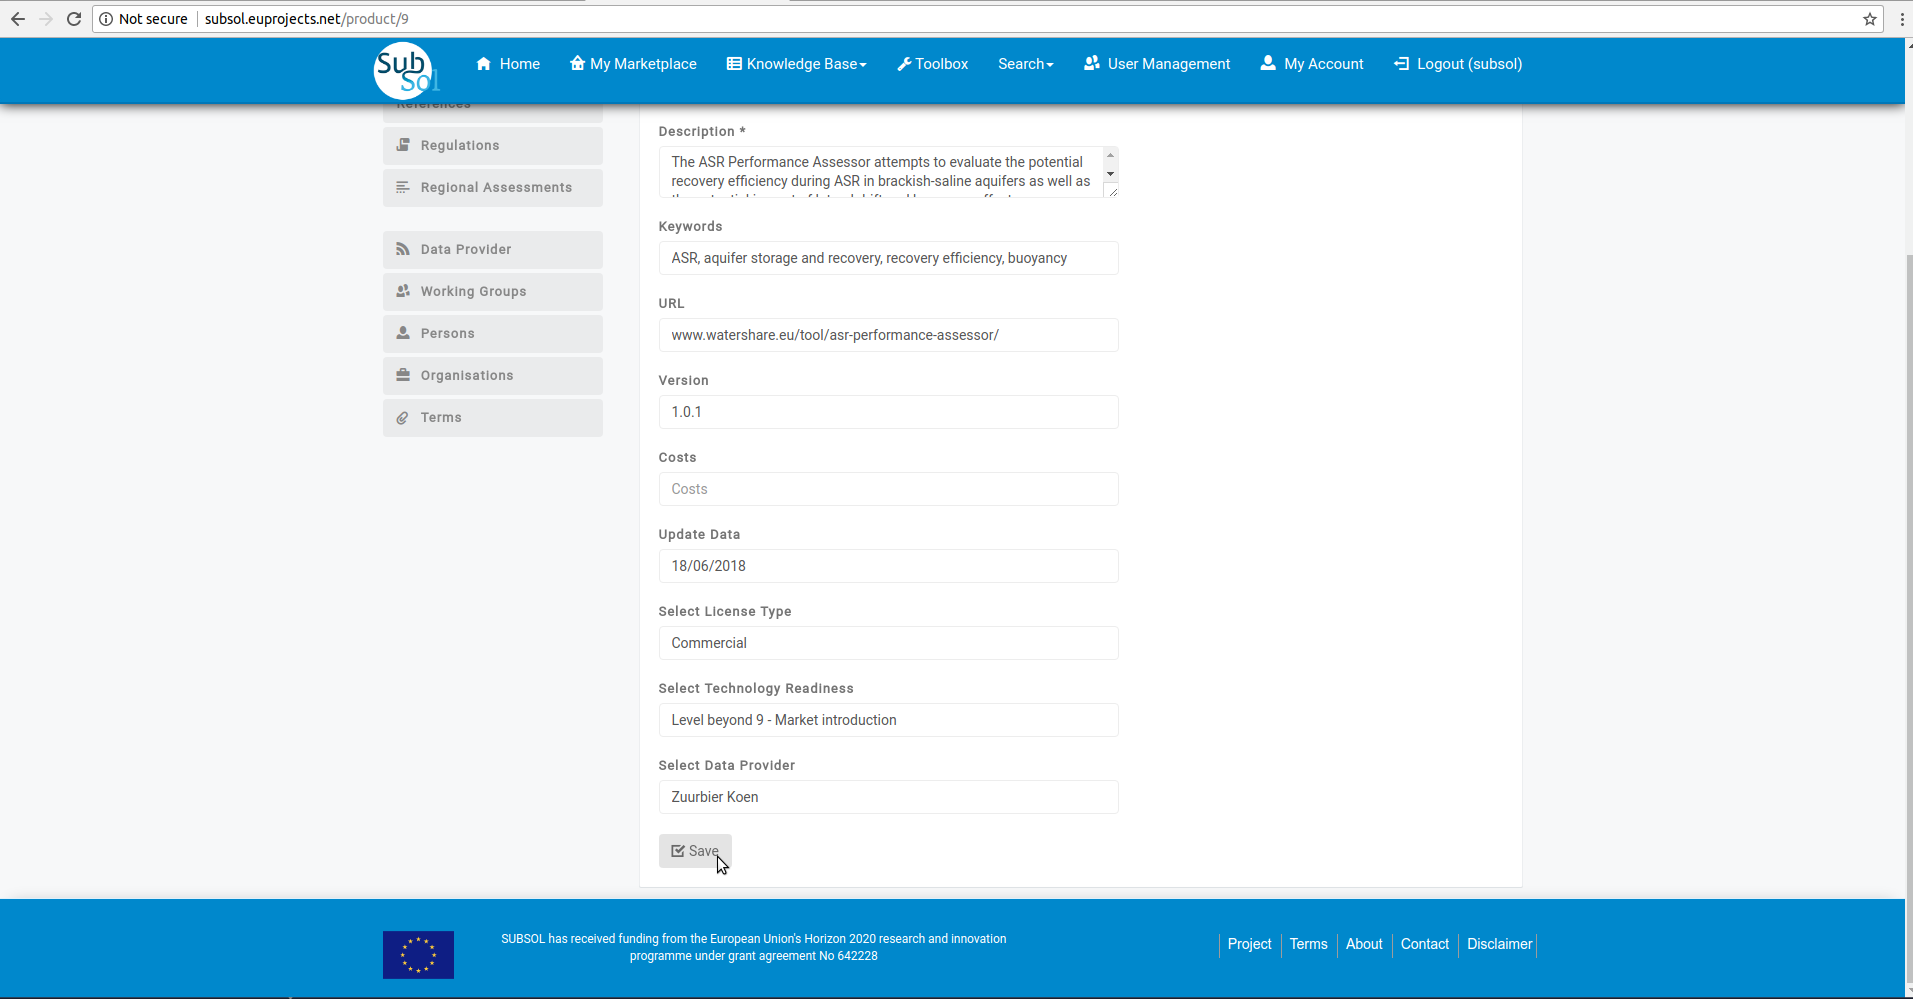 Not secure
subsol.euprojects.net/product/9
Sub
Sol
Home
My Marketplace
Knowledge Base
Toolbox
Search
User Management
My Account
Logout (subsol)
References
Regulations
Regional Assessments
Data Provider
Working Groups
Persons
Organisations
Terms
Description *
The ASR Performance Assessor attempts to evaluate the potential
recovery efficiency during ASR in brackish-saline aquifers as well as
Keywords
ASR, aquifer storage and recovery, recovery efficiency, buoyancy
URL
www.watershare.eu/tool/asr-performance-assessor/
Version
1.0.1
Costs
Costs
Update Data
18/06/2018
Select License Type
Commercial
Select Technology Readiness
Level beyond 9 - Market introduction
Select Data Provider
Zuurbier Koen
Save
SUBSOL has received funding from the European Union's Horizon 2020 research and innovation
programme under grant agreement No 642228
Project
Terms
About
Contact
Disclaimer